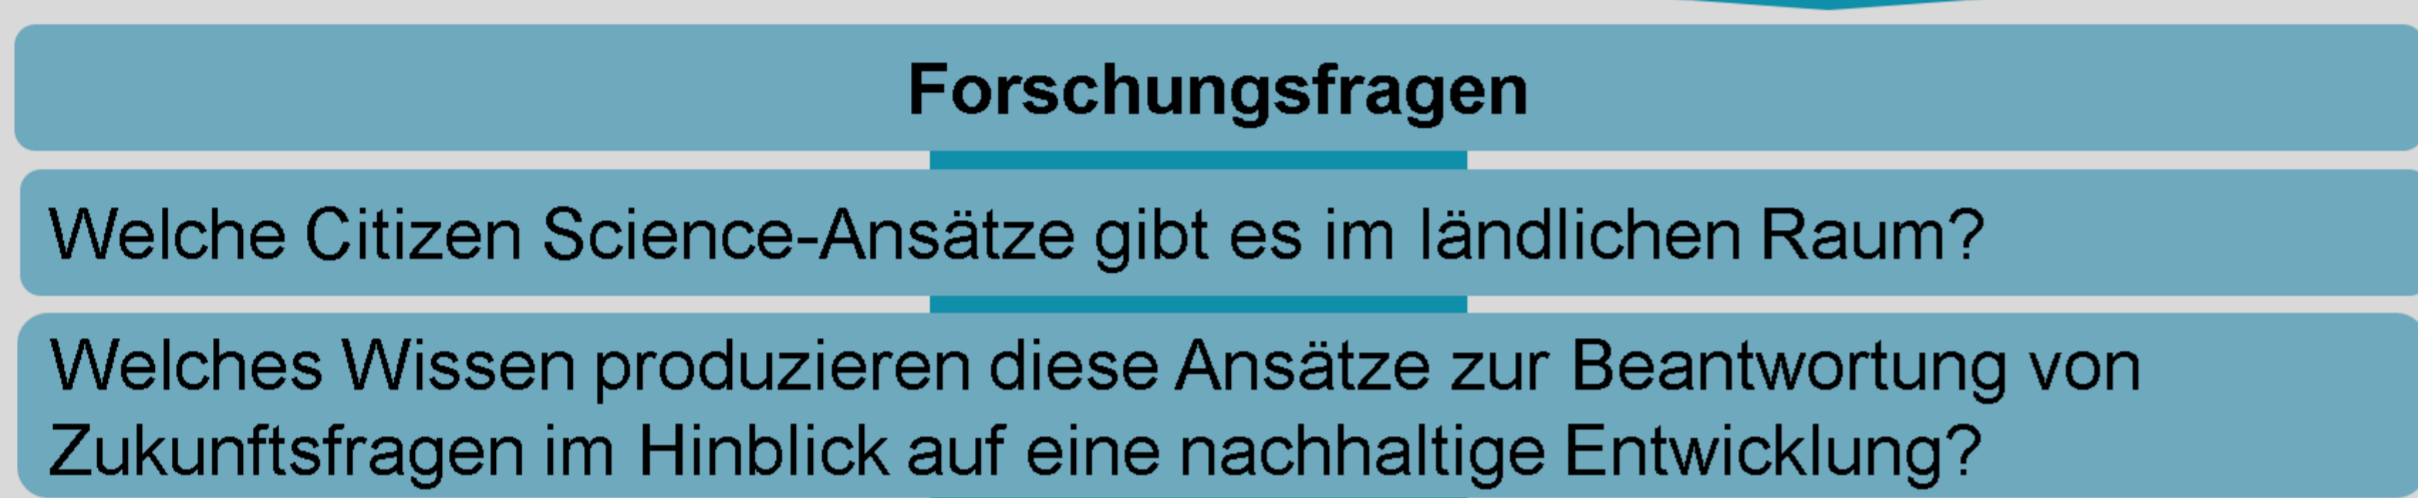 Forschungsfragen
Welche Citizen Science-Ansätze gibt es im ländlichen Raum?
Welches Wissen produzieren diese Ansätze zur Beantwortung von
Zukunftsfragen im Hinblick auf eine nachhaltige Entwicklung?